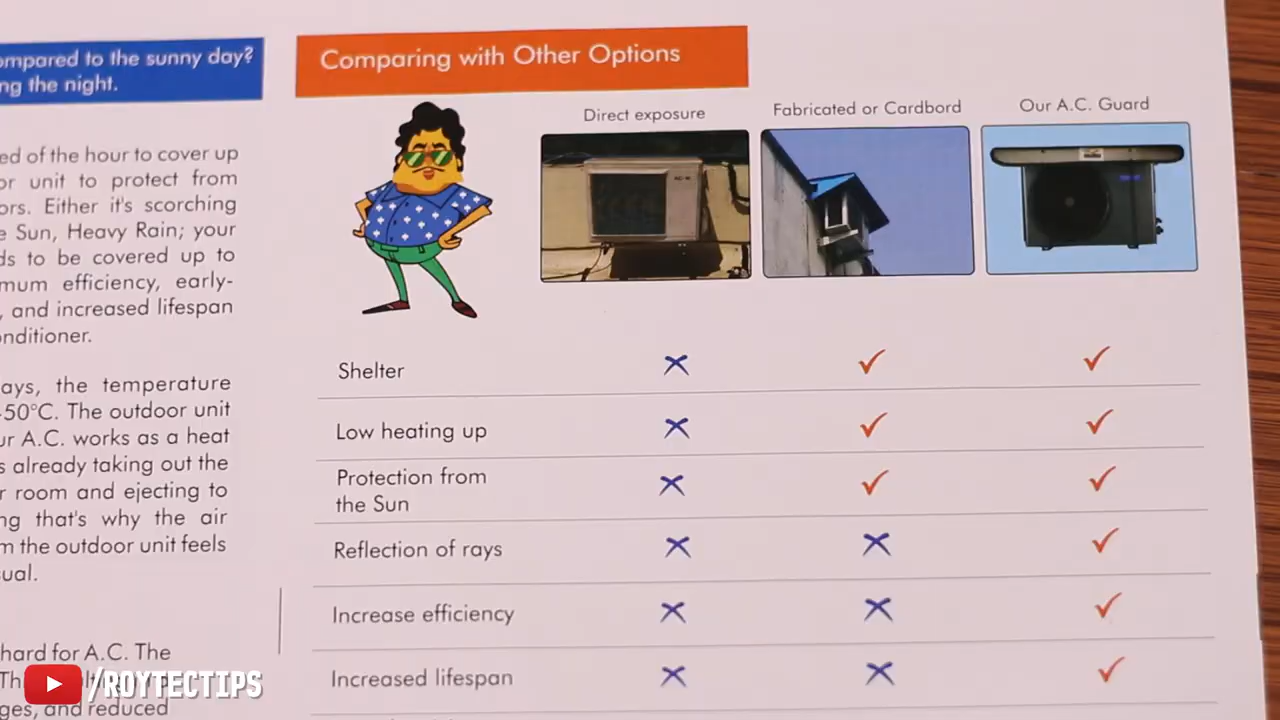 ompared to the sunny day?
ng the night.
ed of the hour to cover up
or unit to protect from
ors. Either it's scorching
e Sun, Heavy Rain; your
ds to be covered up to
mum efficiency, early-
, and increased lifespan
onditioner.
ays, the temperature
-50°C. The outdoor unit
ur A.C. works as a heat
s already taking out the
r room and ejecting to
ng that's why the air
m the outdoor unit feels
sual.
hard for A.C. The
ges, and reduced
Comparing with Other Options
Direct exposure
Fabricated or Cardbord
Our A.C. Guard
Shelter
Low heating up
Protection from
the Sun
Reflection of rays
Increase efficiency
Increased lifespan
/ROYTECTIPS